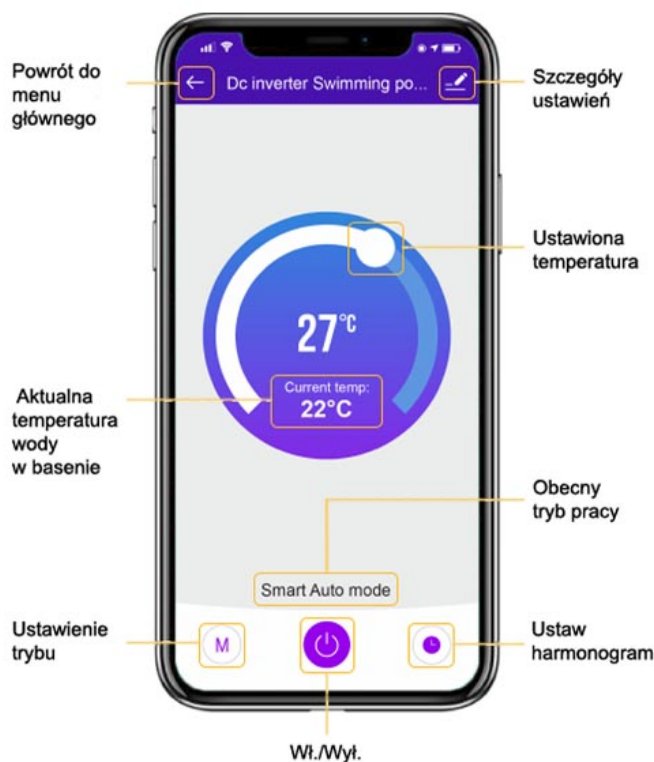 Powrót do
menu
głównego
Dc inverter Swimming po...
Szczegóły
ustawień
Ustawiona
temperatura
27°C
Current temp:
22°C
Aktualna
temperatura
wody
w basenie
Obecny
tryb pracy
Smart Auto mode
Ustawienie
trybu
M
Ustaw
harmonogram
Wł./Wył.